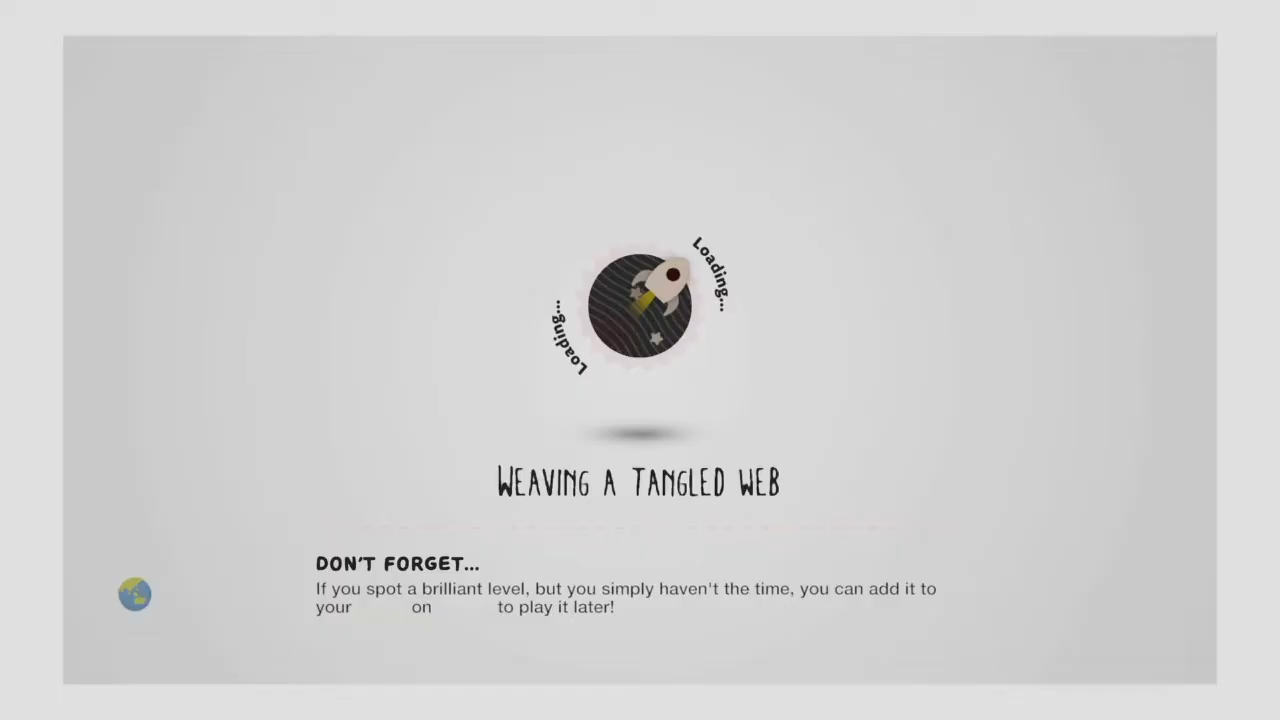 Loading...
Loading...
WEAVING A TANGLED WEB
DON'T FORGET...
If you spot a brilliant level, but you simply haven't the time, you can add it to
your on to play it later!